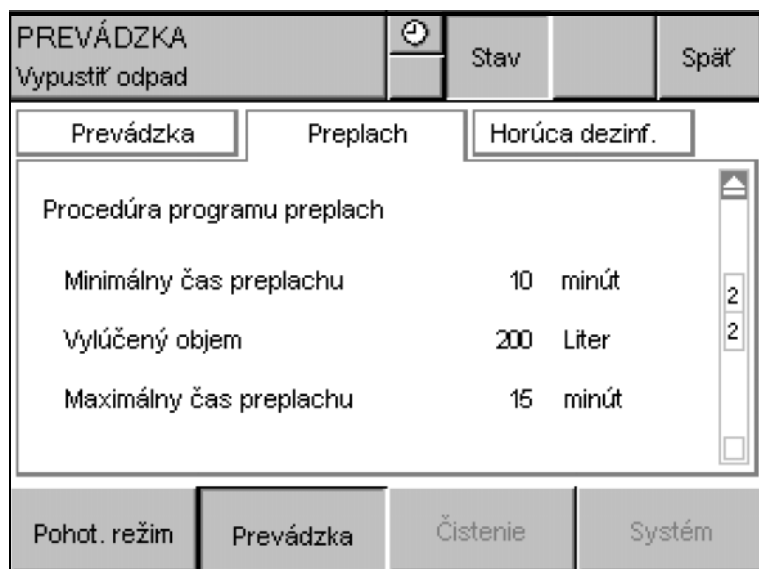 PREVÁDZKA
Vypustiť odpad
Stav
Späť
Prevádzka
Preplach
Horúca dezinf.
Procedúra programu preplach
Minimálny čas preplachu 10 minút
Vylúčený objem 200 Liter
Maximálny čas preplachu 15 minút
2
2
Pohot. režim
Prevádzka
Čistenie
Systém